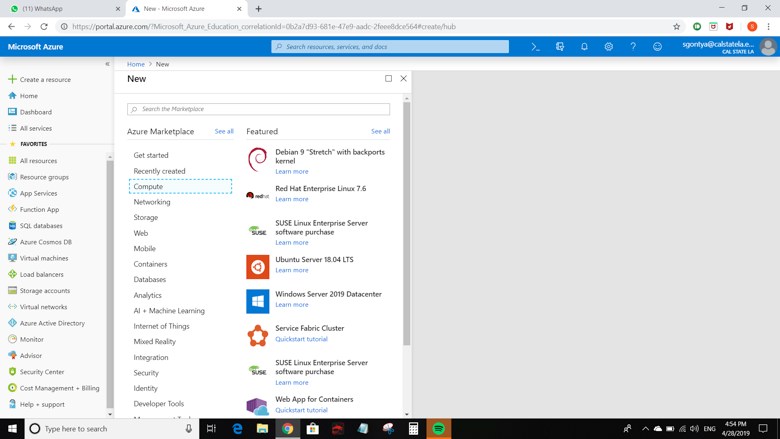 (11) WhatsApp
New - Microsoft Azure
https://portal.azure.com/?Microsoft_Azure_Education_correlationId=0b2a7d93-681e-47e9-aadc-2feee8dce564#create/hub
S
Microsoft Azure
Search resources, services, and docs
sgontya@calstatela.e...
CAL STATE LA
Create a resource
Home
Dashboard
All services
FAVORITES
All resources
Resource groups
App Services
Function App
SQL databases
Azure Cosmos DB
Virtual machines
Load balancers
Storage accounts
Virtual networks
Azure Active Directory
Monitor
Advisor
Security Center
Cost Management + Billing
Help + support
Home > New
New
Search the Marketplace
Azure Marketplace See all
Get started
Recently created
Compute
Networking
Storage
Web
Mobile
Containers
Databases
Analytics
AI + Machine Learning
Internet of Things
Mixed Reality
Integration
Security
Identity
Developer Tools
Featured See all
Debian 9 "Stretch" with backports
kernel
Learn more
redhat
Red Hat Enterprise Linux 7.6
Learn more
SUSE
SUSE Linux Enterprise Server
software purchase
Learn more
Ubuntu Server 18.04 LTS
Learn more
Windows Server 2019 Datacenter
Learn more
Service Fabric Cluster
Quickstart tutorial
SUSE
SUSE Linux Enterprise Server
software purchase
Learn more
Web App for Containers
Quickstart tutorial
Type here to search
ENG
4:54 PM
4/28/2019